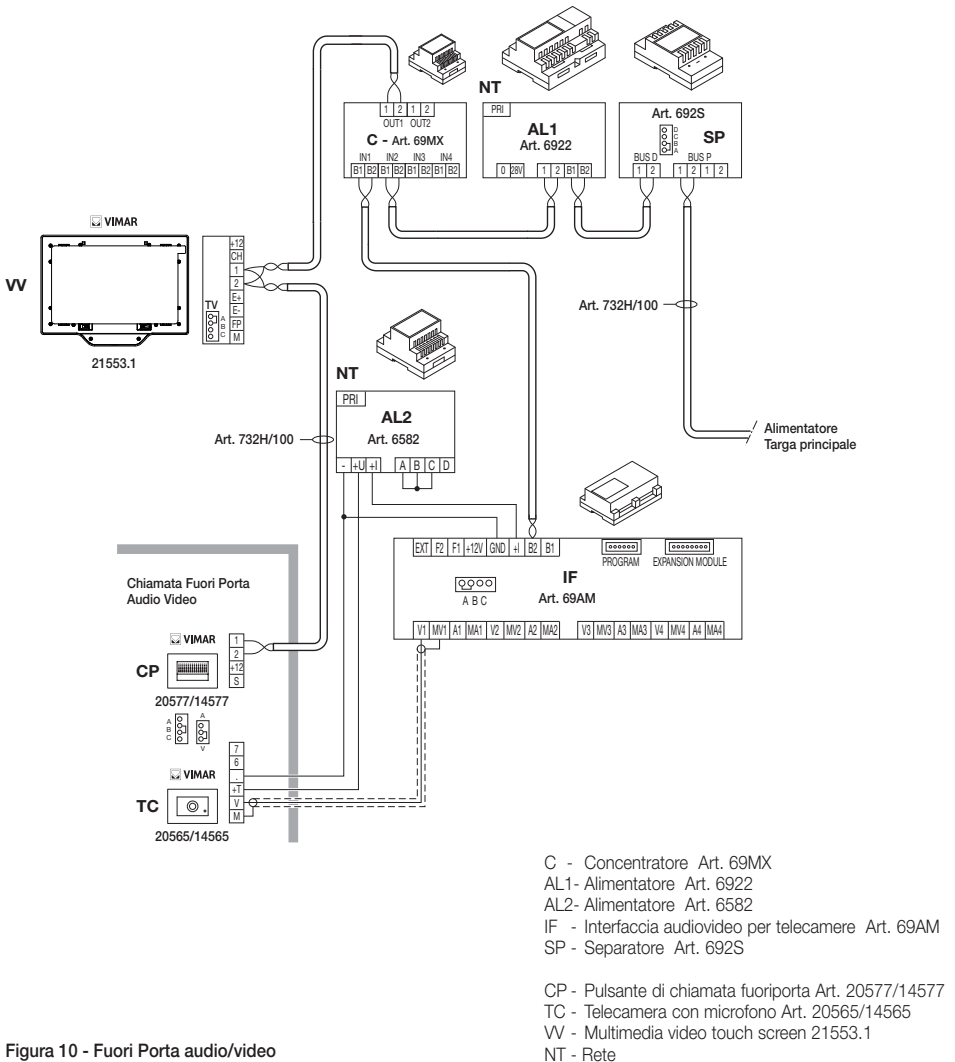 NT
1 2 1 2
OUT1 OUT2
C - Art. 69MX
IN1 IN2 IN3 IN4
B1 B2 B1 B2 B1 B2 B1 B2
PRI
AL1
Art. 6922
0 28V 1 2 B1 B2
Art. 692S
D
C
B
A
SP
BUS D BUS P
1 2 1 2 1 2
VIMAR
VV
21553.1
+12
CH
1
2
E+
E-
FP
M
TV
A
B
C
Art. 732H/100
Alimentatore
Targa principale
NT
PRI
AL2
Art. 6582
- +U +I A B C D
Art. 732H/100
EXT F2 F1 +12V GND +I B2 B1
PROGRAM EXPANSION MODULE
IF
Art. 69AM
A B C
V1 MV1 A1 MA1 V2 MV2 A2 MA2 V3 MV3 A3 MA3 V4 MV4 A4 MA4
Chiamata Fuori Porta
Audio Video
VIMAR
CP
20577/14577
1
2
+12
S
A
B
C
A
V
VIMAR
TC
20565/14565
7
6
.
+T
V
M
C - Concentratore Art. 69MX
AL1- Alimentatore Art. 6922
AL2- Alimentatore Art. 6582
IF - Interfaccia audiovideo per telecamere Art. 69AM
SP - Separatore Art. 692S
CP - Pulsante di chiamata fuoriporta Art. 20577/14577
TC - Telecamera con microfono Art. 20565/14565
VV - Multimedia video touch screen 21553.1
NT - Rete
Figura 10 - Fuori Porta audio/video